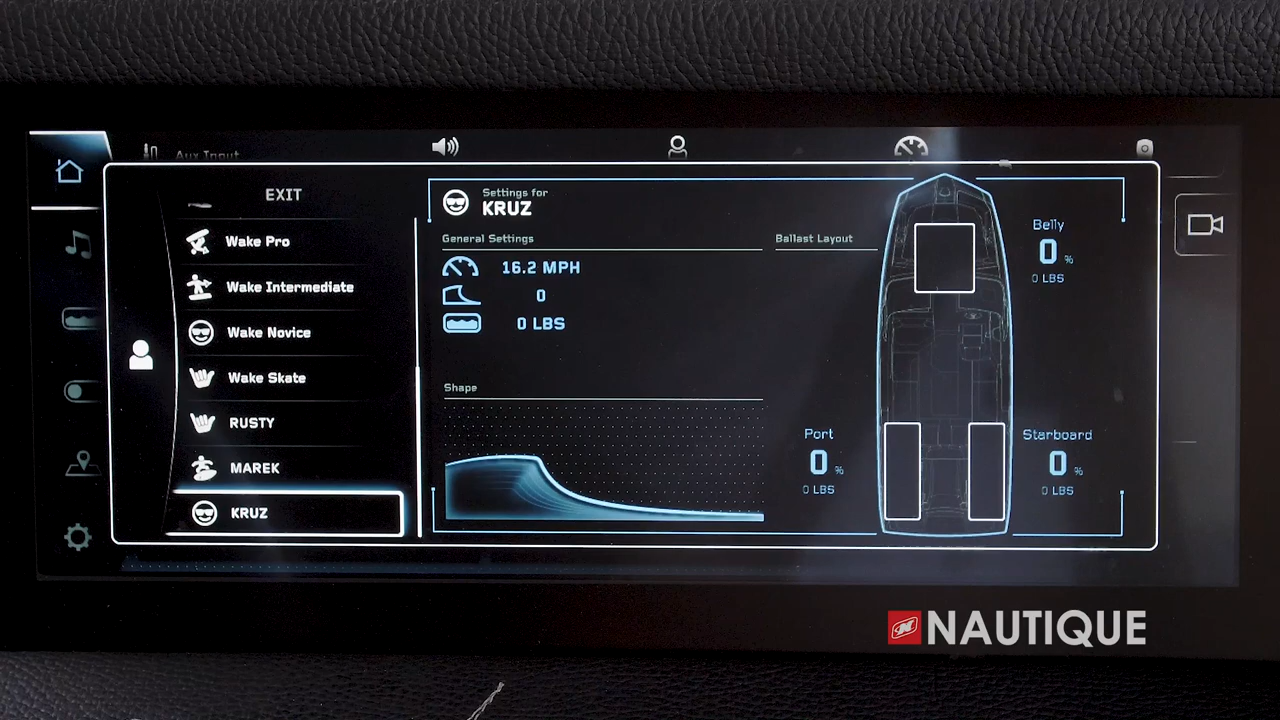 Aux Input
EXIT
Wake Pro
Wake Intermediate
Wake Novice
Wake Skate
RUSTY
MAREK
KRUZ
Settings for
KRUZ
General Settings
16.2 MPH
0
0 LBS
Shape
Ballast Layout
Belly
0 %
0 LBS
Port
0 %
0 LBS
Starboard
0 %
0 LBS
NAUTIQUE